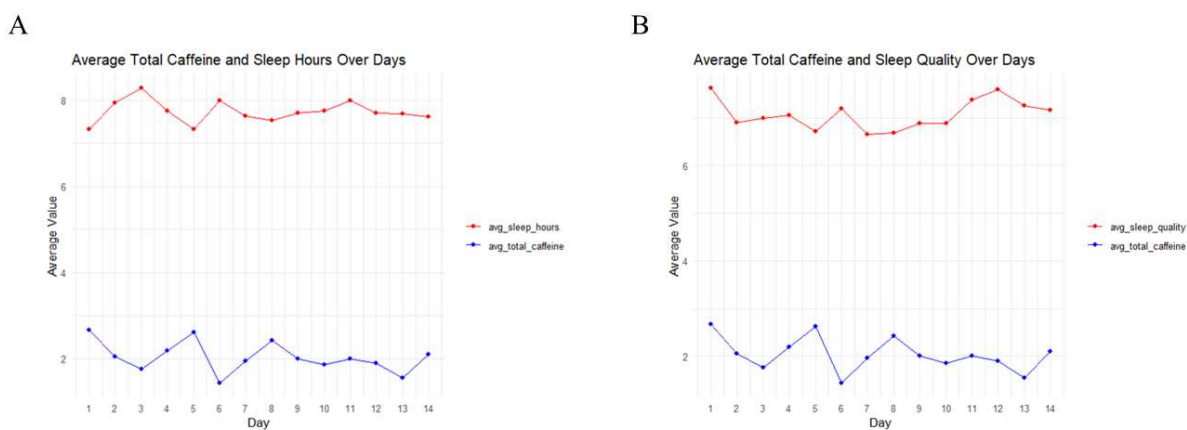 A
Average Total Caffeine and Sleep Hours Over Days
8
6
4
2
Average Value
1 2 3 4 5 6 7 8 9 10 11 12 13 14
Day
avg_sleep_hours
avg_total_caffeine
B
Average Total Caffeine and Sleep Quality Over Days
6
4
2
Average Value
1 2 3 4 5 6 7 8 9 10 11 12 13 14
Day
avg_sleep_quality
avg_total_caffeine